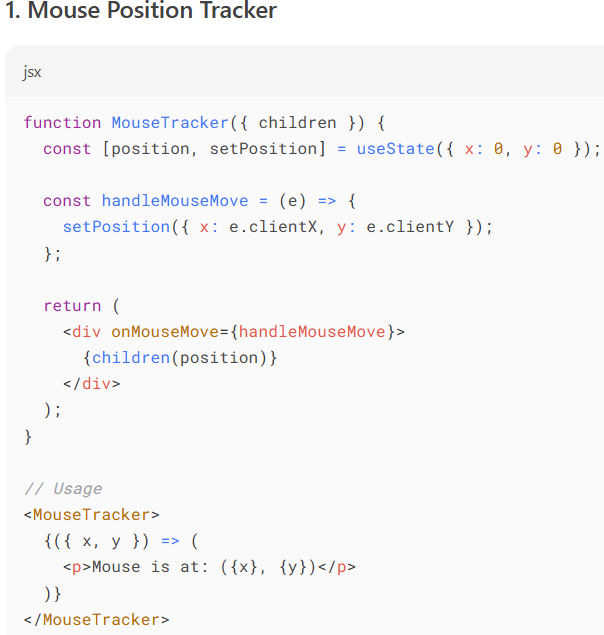 1. Mouse Position Tracker
jsx
function MouseTracker({ children }) {
  const [position, setPosition] = useState({ x: 0, y: 0 });

  const handleMouseMove = (e) => {
    setPosition({ x: e.clientX, y: e.clientY });
  };

  return (
    <div onMouseMove={handleMouseMove}>
      {children(position)}
    </div>
  );
}

// Usage
<MouseTracker>
  {({ x, y }) => (
    <p>Mouse is at: ({x}, {y})</p>
  )}
</MouseTracker>